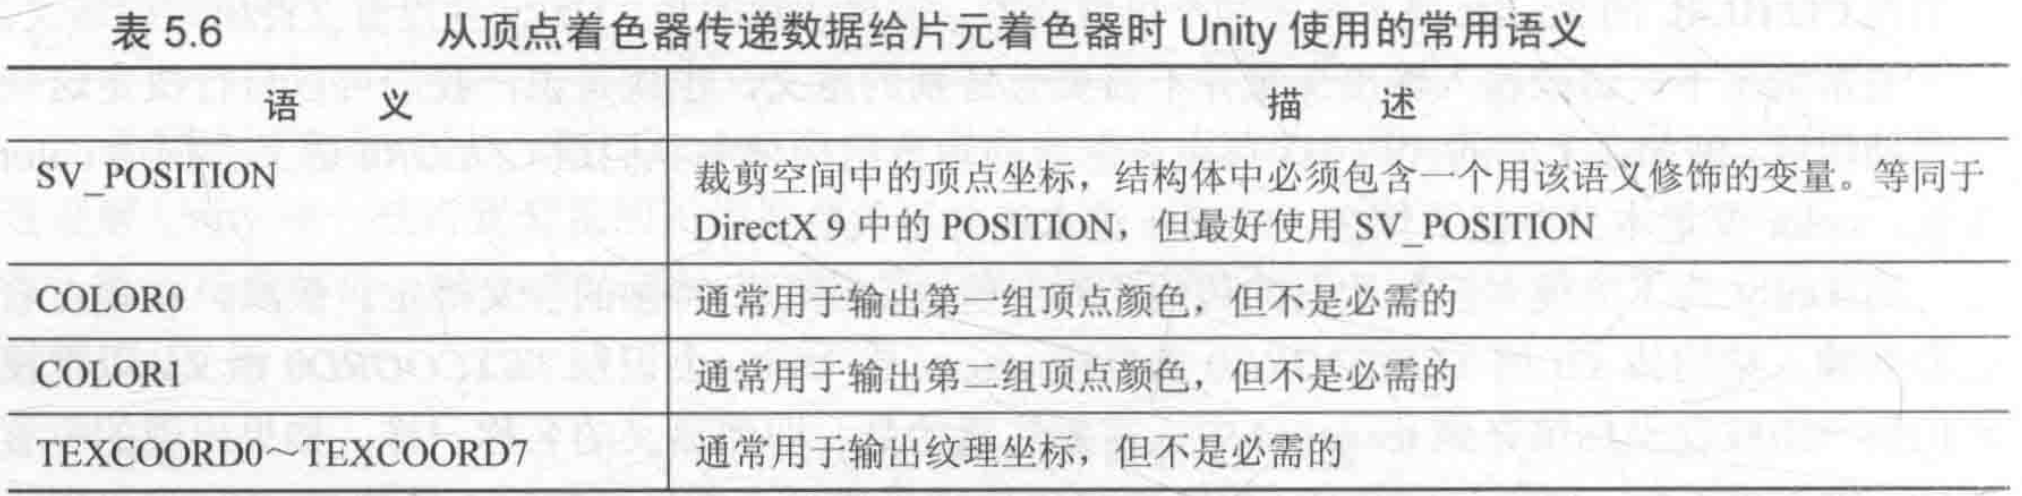 表 5.6 从顶点着色器传递数据给片元着色器时 Unity 使用的常用语义
语 义 描 述
SV_POSITION 裁剪空间中的顶点坐标，结构体中必须包含一个用该语义修饰的变量。等同于
DirectX 9 中的 POSITION，但最好使用 SV_POSITION
COLOR0 通常用于输出第一组顶点颜色，但不是必需的
COLOR1 通常用于输出第二组顶点颜色，但不是必需的
TEXCOORD0～TEXCOORD7 通常用于输出纹理坐标，但不是必需的